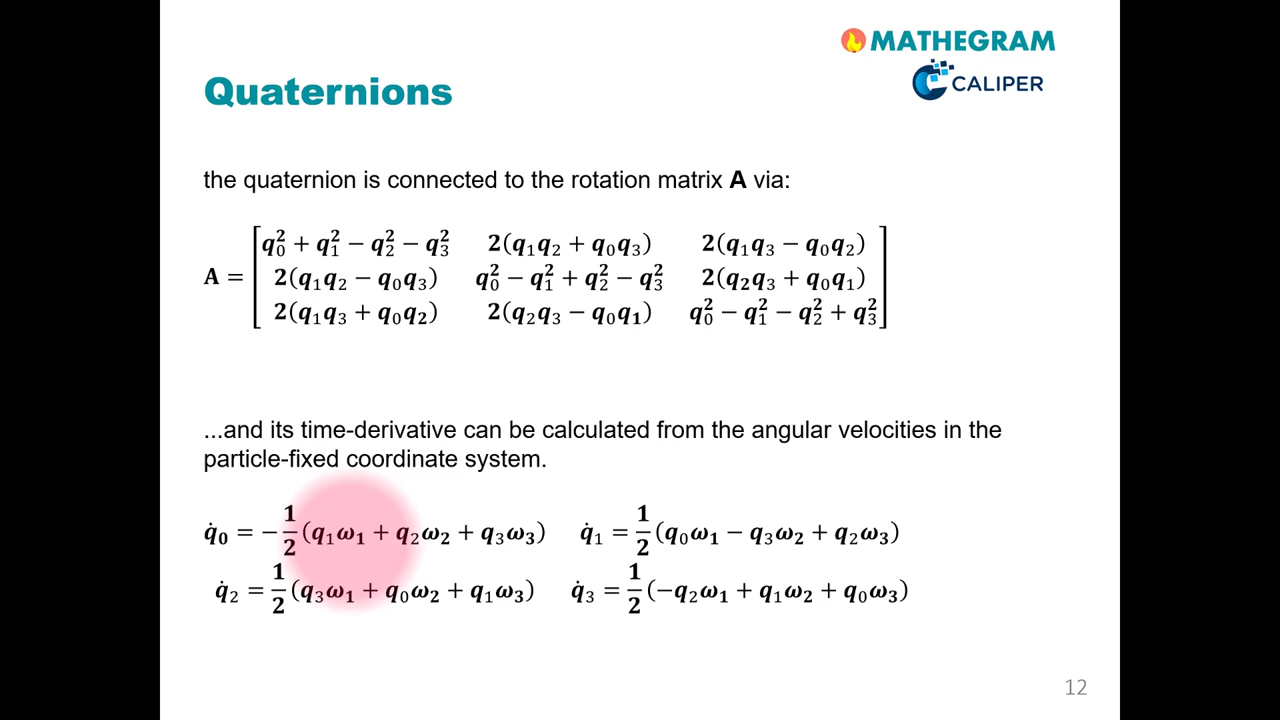 MATHEGRAM
CALIPER
Quaternions
the quaternion is connected to the rotation matrix A via:
q₀² + q₁² − q₂² − q₃² 2(q₁q₂ + q₀q₃) 2(q₁q₃ − q₀q₂)
A = 2(q₁q₂ − q₀q₃) q₀² − q₁² + q₂² − q₃² 2(q₂q₃ + q₀q₁)
2(q₁q₃ + q₀q₂) 2(q₂q₃ − q₀q₁) q₀² − q₁² − q₂² + q₃²
...and its time-derivative can be calculated from the angular velocities in the
particle-fixed coordinate system.
q̇₀ = −1/2(q₁ω₁ + q₂ω₂ + q₃ω₃) q̇₁ = 1/2(q₀ω₁ − q₃ω₂ + q₂ω₃)
q̇₂ = 1/2(q₃ω₁ + q₀ω₂ + q₁ω₃) q̇₃ = 1/2(−q₂ω₁ + q₁ω₂ + q₀ω₃)
12